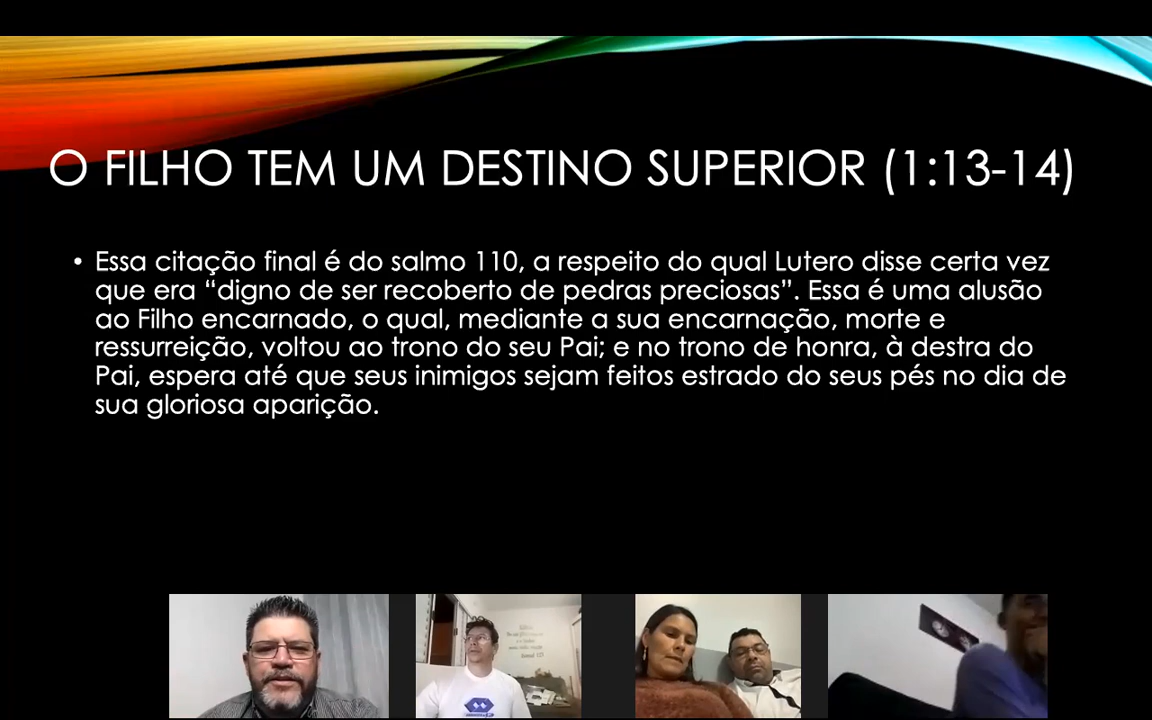 O FILHO TEM UM DESTINO SUPERIOR (1:13-14)
• Essa citação final é do salmo 110, a respeito do qual Lutero disse certa vez
que era “digno de ser recoberto de pedras preciosas”. Essa é uma alusão
ao Filho encarnado, o qual, mediante a sua encarnação, morte e
ressurreição, voltou ao trono do seu Pai; e no trono de honra, à destra do
Pai, espera até que seus inimigos sejam feitos estrado do seus pés no dia de
sua gloriosa aparição.